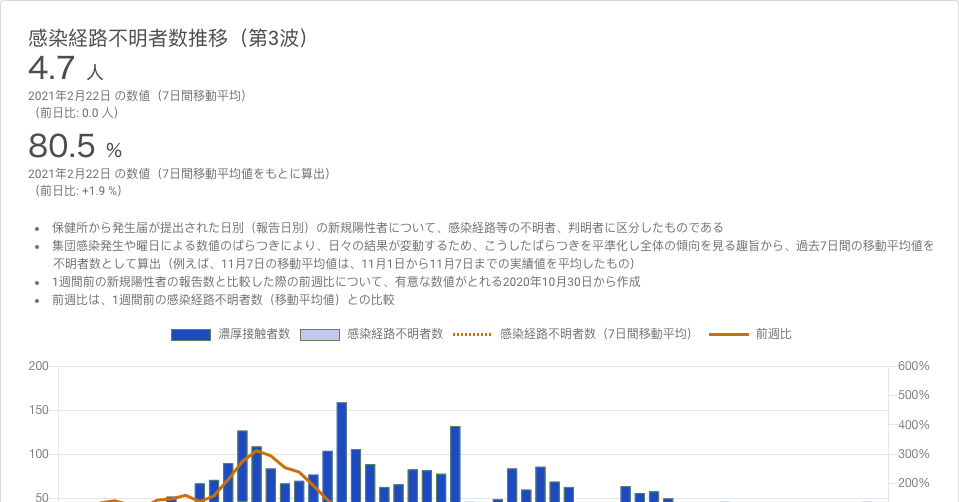 感染経路不明者数推移（第3波）
4.7 人
2021年2月22日 の数値（7日間移動平均）
（前日比: 0.0 人）
80.5 %
2021年2月22日 の数値（7日間移動平均値をもとに算出）
（前日比: +1.9 %）
• 保健所から発生届が提出された日別（報告日別）の新規陽性者について、感染経路等の不明者、判明者に区分したものである
• 集団感染発生や曜日による数値のばらつきにより、日々の結果が変動するため、こうしたばらつきを平準化し全体の傾向を見る趣旨から、過去7日間の移動平均値を
不明者数として算出（例えば、11月7日の移動平均値は、11月1日から11月7日までの実績値を平均したもの）
• 1週間前の新規陽性者の報告数と比較した際の前週比について、有意な数値がとれる2020年10月30日から作成
• 前週比は、1週間前の感染経路不明者数（移動平均値）との比較
濃厚接触者数 感染経路不明者数 感染経路不明者数（7日間移動平均） 前週比
200 600%
500%
150
400%
100 300%
200%
50